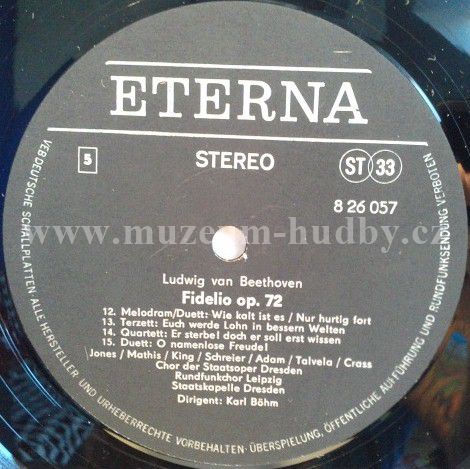 ETERNA
5
STEREO
ST 33
8 26 057
www.muzeum-hudby.cz
Ludwig van Beethoven
Fidelio op. 72
12. Melodram/Duett: Wie kalt ist es / Nur hurtig fort
13. Terzett: Euch werde Lohn in bessern Welten
14. Quartett: Er sterbe! doch er soll erst wissen
15. Duett: O namenlose Freude!
Jones / Mathis / King / Schreier / Adam / Talvela / Crass
Chor der Staatsoper Dresden
Rundfunkchor Leipzig
Staatskapelle Dresden
Dirigent: Karl Böhm
VEB DEUTSCHE SCHALLPLATTEN · ALLE HERSTELLER- UND URHEBERRECHTE VORBEHALTEN · ÜBERSPIELUNG, ÖFFENTLICHE AUFFÜHRUNG UND RUNDFUNKSENDUNG VERBOTEN